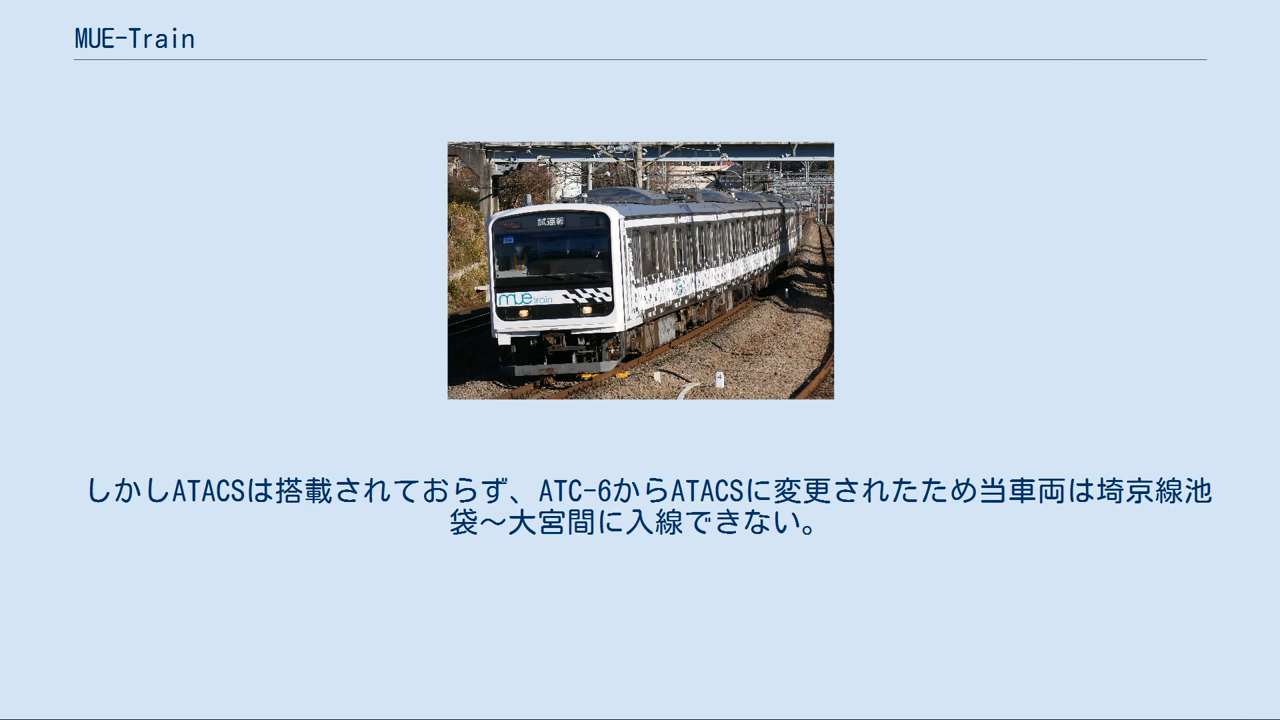 MUE-Train
試運転
mue train
しかしATACSは搭載されておらず、ATC-6からATACSに変更されたため当車両は埼京線池
袋～大宮間に入線できない。